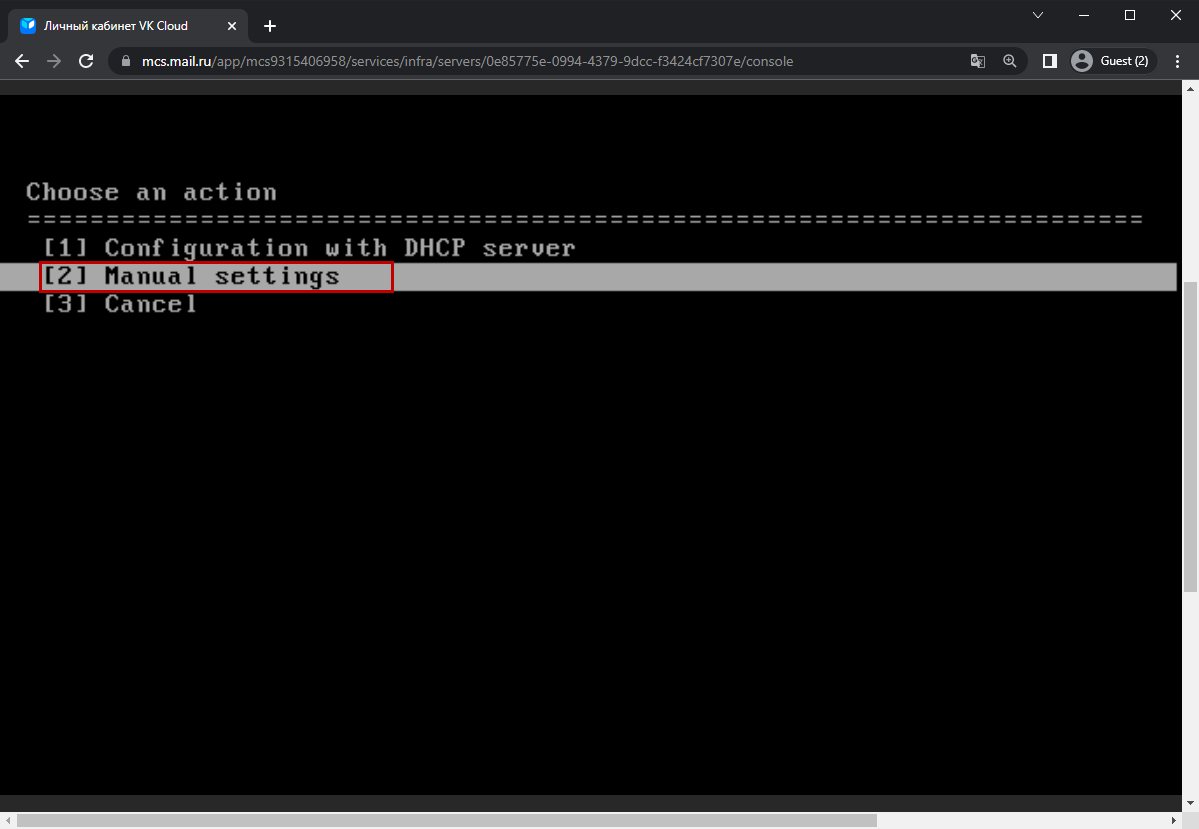 Личный кабинет VK Cloud
mcs.mail.ru/app/mcs9315406958/services/infra/servers/0e85775e-0994-4379-9dcc-f3424cf7307e/console
Guest (2)
Choose an action
========================================================================
[1] Configuration with DHCP server
[2] Manual settings
[3] Cancel